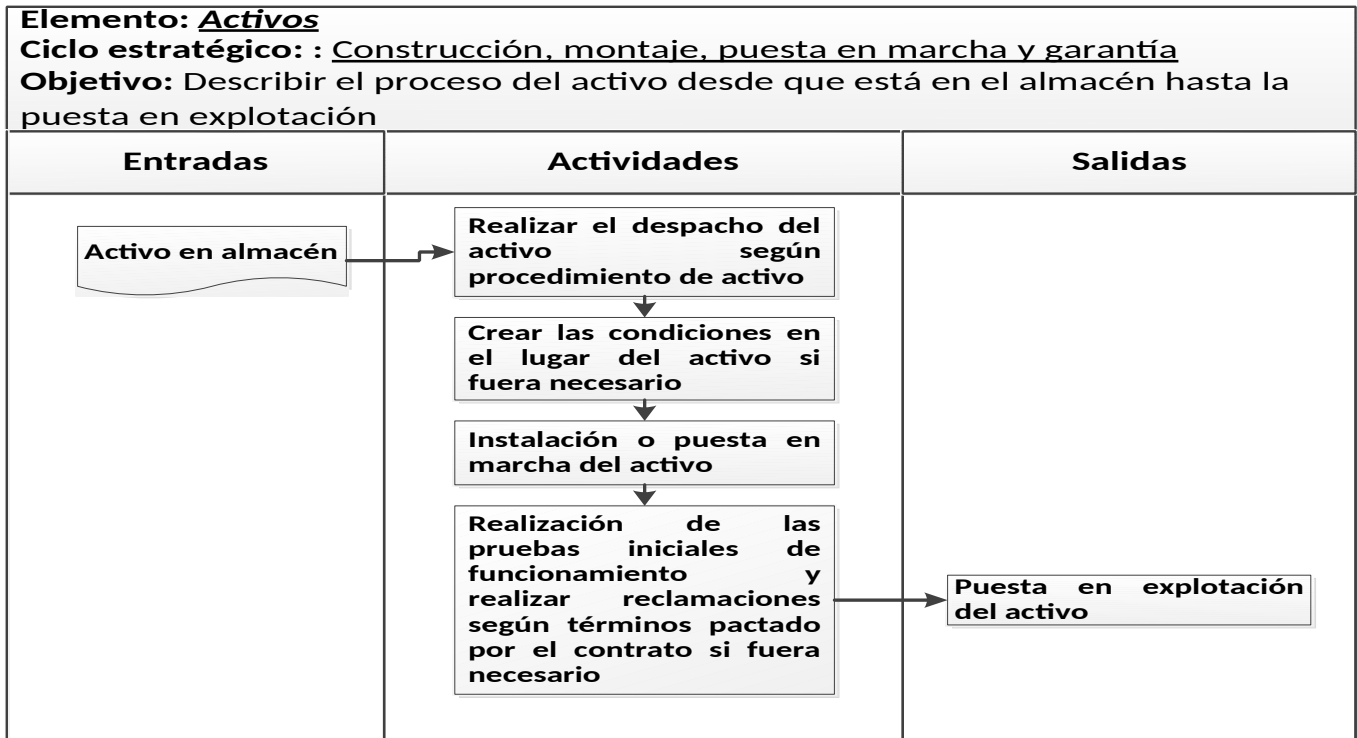 Elemento: Activos
Ciclo estratégico: : Construcción, montaje, puesta en marcha y garantía
Objetivo: Describir el proceso del activo desde que está en el almacén hasta la
puesta en explotación
Entradas
Actividades
Salidas
Activo en almacén
Realizar el despacho del
activo según
procedimiento de activo
Crear las condiciones en
el lugar del activo si
fuera necesario
Instalación o puesta en
marcha del activo
Realización de las
pruebas iniciales de
funcionamiento y
realizar reclamaciones
según términos pactado
por el contrato si fuera
necesario
Puesta en explotación
del activo